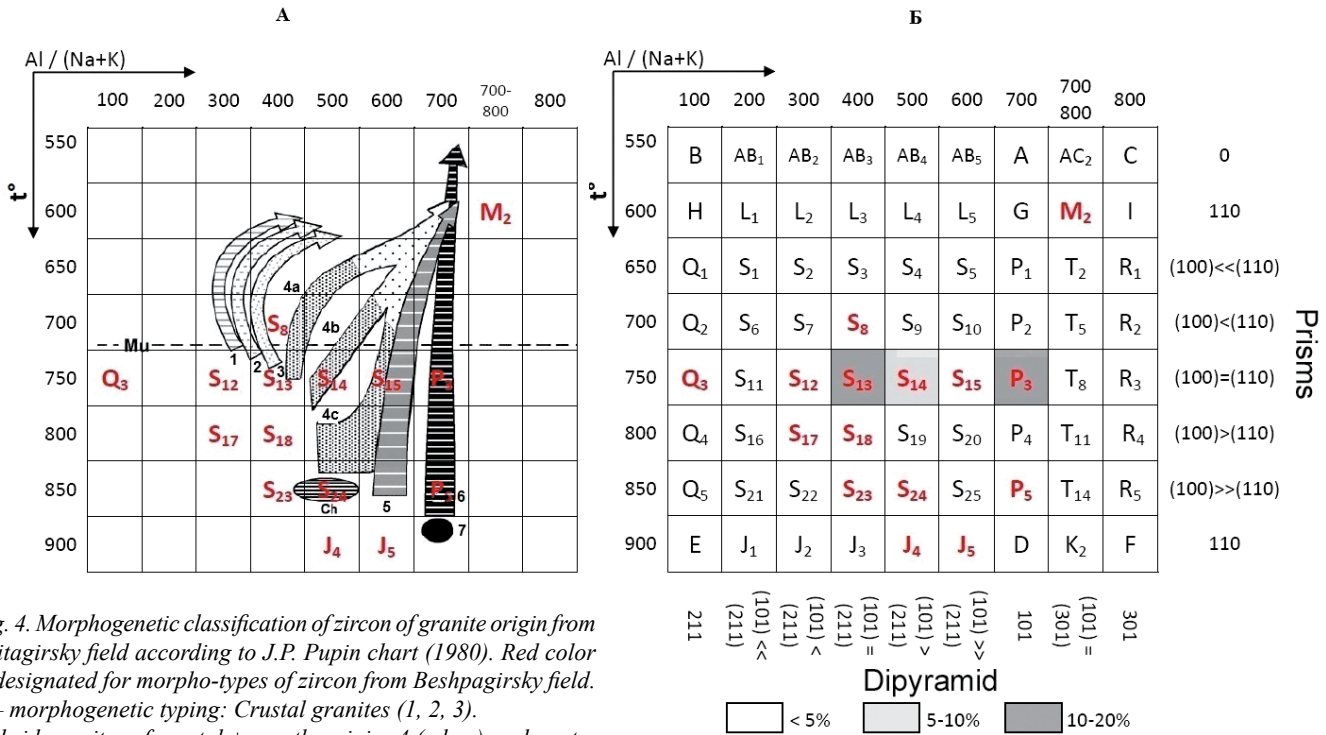 А
Al / (Na+K)
100 200 300 400 500 600 700 700-800 800
t°
550
600 M₂
650
4a
700 S₈ 4b
Mu
1 2 3
750 Q₃ S₁₂ S₁₃ S₁₄ S₁₅
4c
800 S₁₇ S₁₈
850 S₂₃ S₂₄ 6
Ch 5 7
900 J₄ J₅
Б
Al / (Na+K)
100 200 300 400 500 600 700 700 800 800
t°
550 B AB₁ AB₂ AB₃ AB₄ AB₅ A AC₂ C 0
600 H L₁ L₂ L₃ L₄ L₅ G M₂ I 110
650 Q₁ S₁ S₂ S₃ S₄ S₅ P₁ T₂ R₁ (100)<<(110)
700 Q₂ S₆ S₇ S₈ S₉ S₁₀ P₂ T₅ R₂ (100)<(110)
750 Q₃ S₁₁ S₁₂ S₁₃ S₁₄ S₁₅ P₃ T₈ R₃ (100)=(110)
800 Q₄ S₁₆ S₁₇ S₁₈ S₁₉ S₂₀ P₄ T₁₁ R₄ (100)>(110)
850 Q₅ S₂₁ S₂₂ S₂₃ S₂₄ S₂₅ P₅ T₁₄ R₅ (100)>>(110)
900 E J₁ J₂ J₃ J₄ J₅ D K₂ F 110
Prisms
211
(101) <<
(211)
(101) <
(211)
(101) =
(211)
(101) >
(211)
(101) >>
(211)
101
(101) =
(301)
301
Dipyramid
< 5% 5-10% 10-20%
g. 4. Morphogenetic classification of zircon of granite origin from
itagirsky field according to J.P. Pupin chart (1980). Red color
designated for morpho-types of zircon from Beshpagirsky field.
– morphogenetic typing: Crustal granites (1, 2, 3).